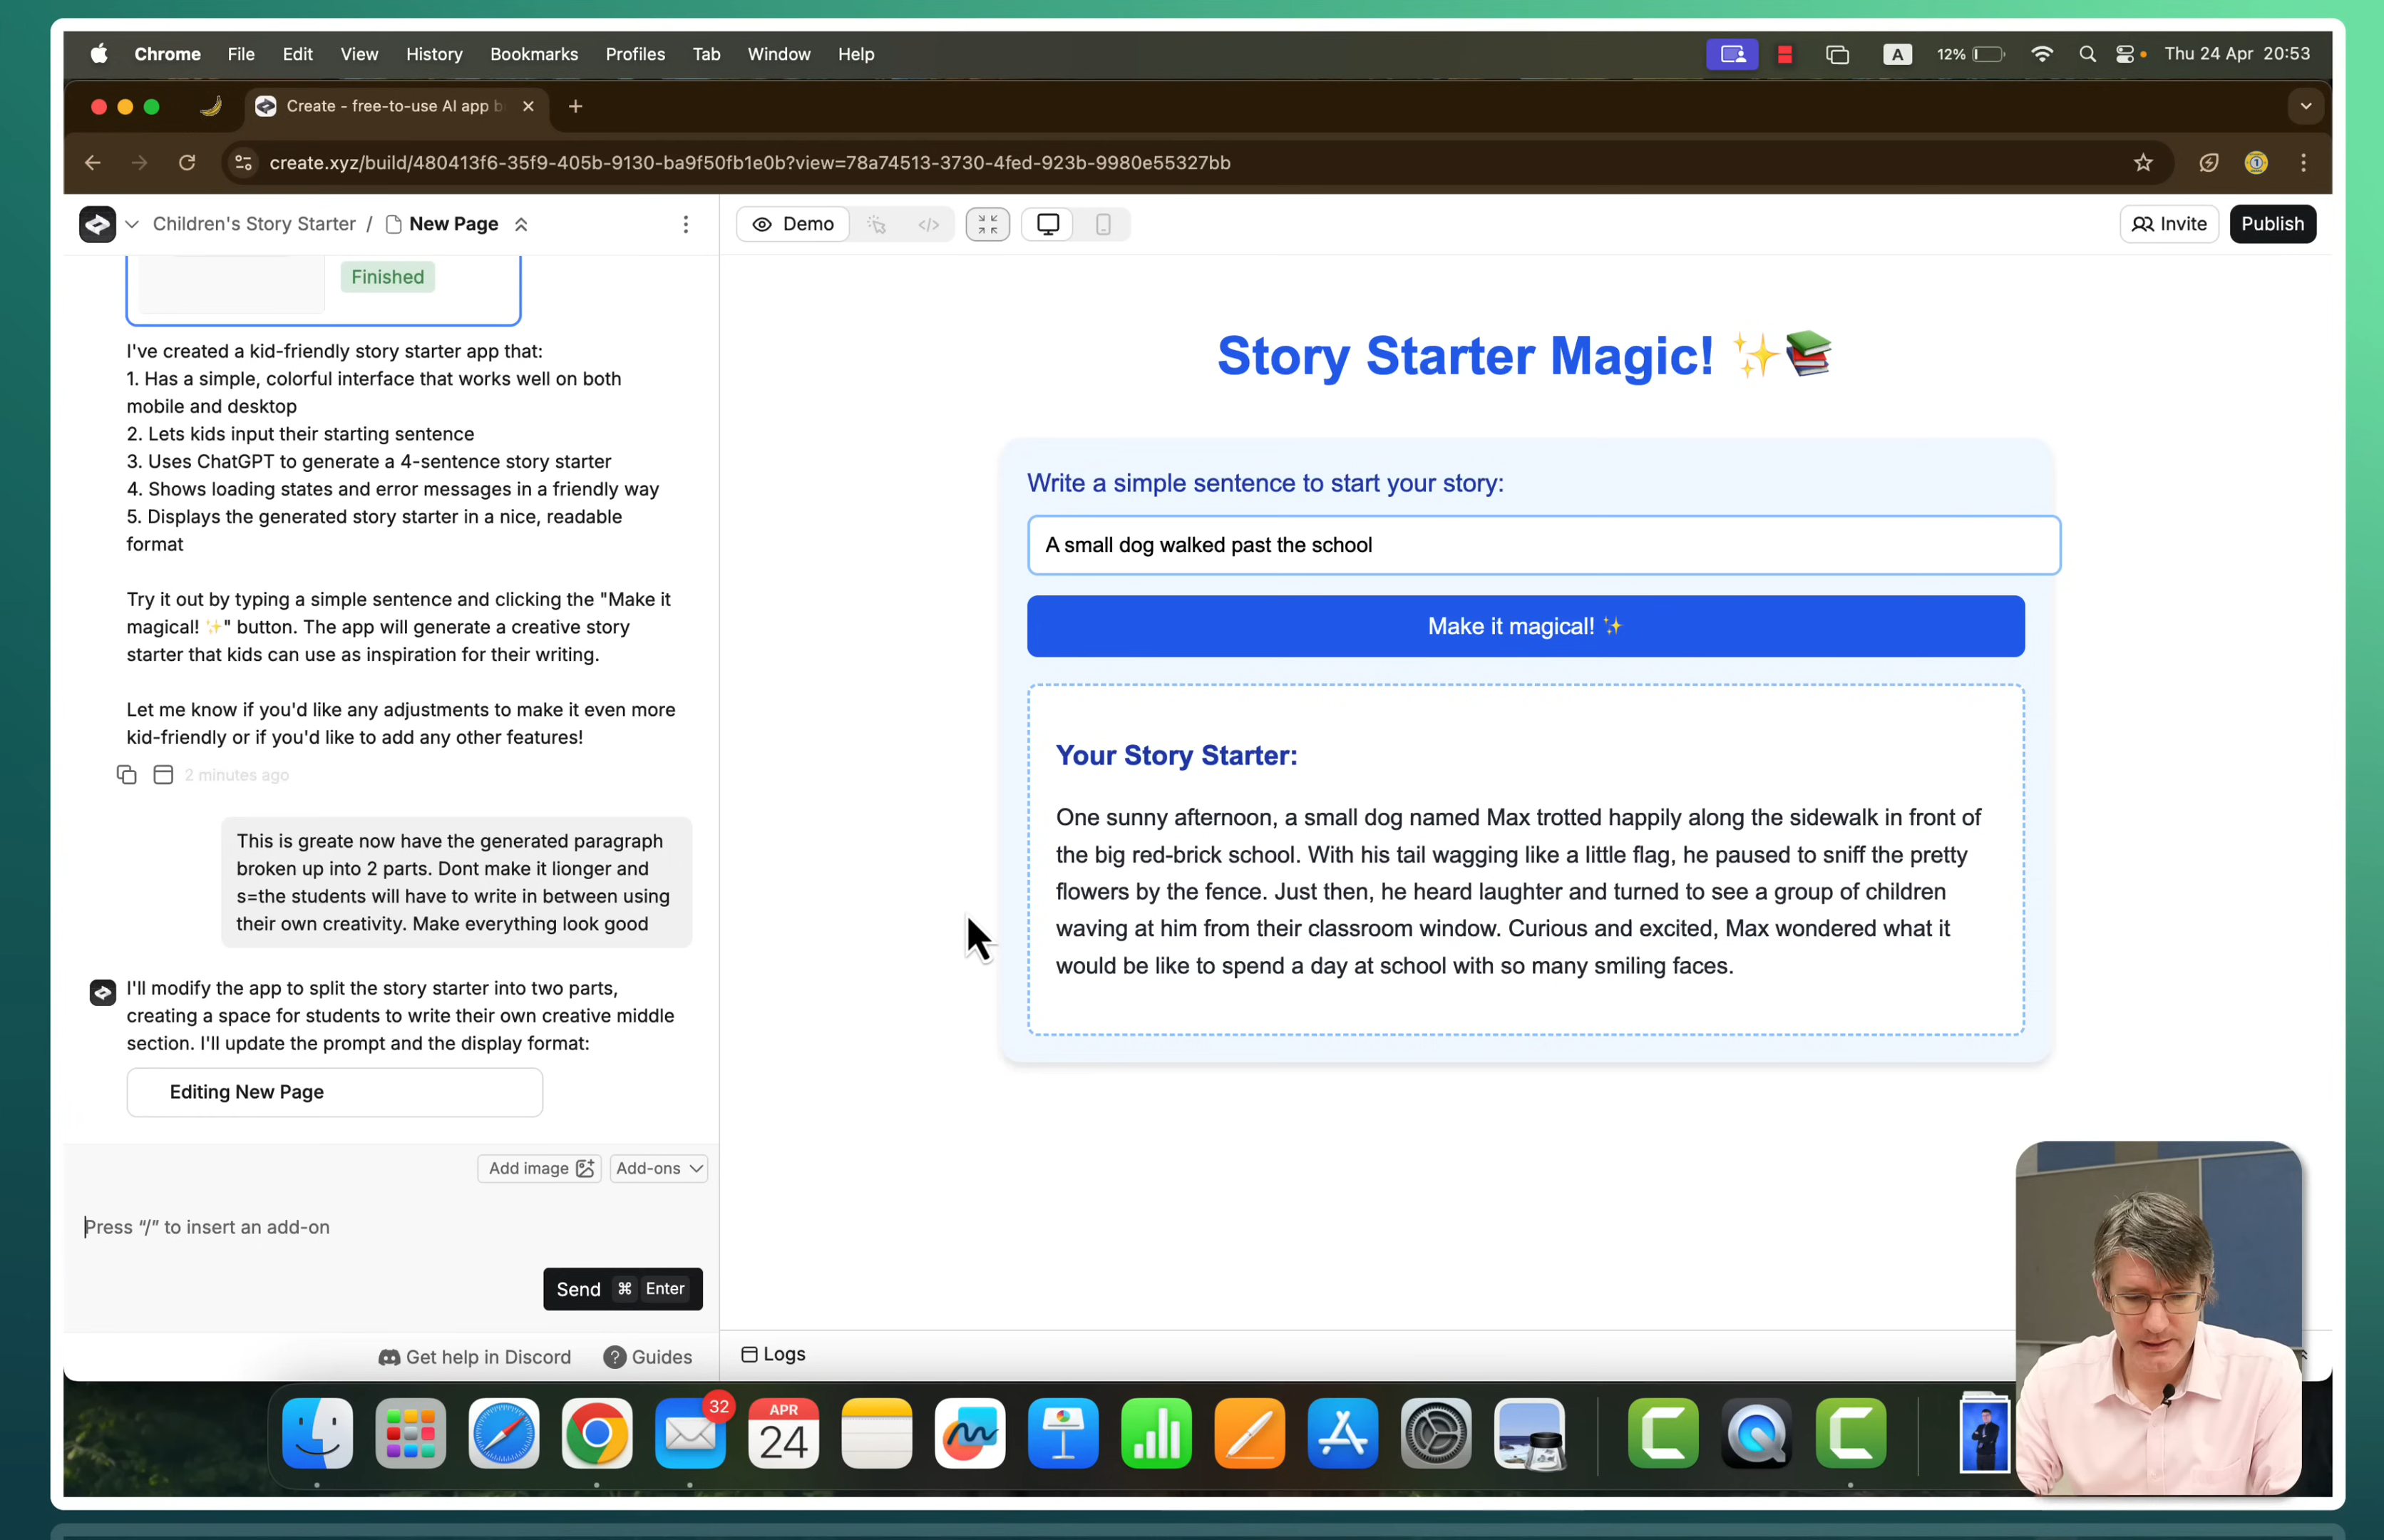 Chrome File Edit View History Bookmarks Profiles Tab Window Help
A 12% Thu 24 Apr 20:53
Create - free-to-use AI app b
create.xyz/build/480413f6-35f9-405b-9130-ba9f50fb1e0b?view=78a74513-3730-4fed-923b-9980e55327bb
Children's Story Starter / New Page
Demo
Invite Publish
Finished
I've created a kid-friendly story starter app that:
1. Has a simple, colorful interface that works well on both
mobile and desktop
2. Lets kids input their starting sentence
3. Uses ChatGPT to generate a 4-sentence story starter
4. Shows loading states and error messages in a friendly way
5. Displays the generated story starter in a nice, readable
format
Try it out by typing a simple sentence and clicking the "Make it
magical! ✨" button. The app will generate a creative story
starter that kids can use as inspiration for their writing.
Let me know if you'd like any adjustments to make it even more
kid-friendly or if you'd like to add any other features!
2 minutes ago
This is greate now have the generated paragraph
broken up into 2 parts. Dont make it lionger and
s=the students will have to write in between using
their own creativity. Make everything look good
I'll modify the app to split the story starter into two parts,
creating a space for students to write their own creative middle
section. I'll update the prompt and the display format:
Editing New Page
Add image Add-ons
Press “/” to insert an add-on
Send ⌘ Enter
Get help in Discord ? Guides
Story Starter Magic! ✨📚
Write a simple sentence to start your story:
A small dog walked past the school
Make it magical! ✨
Your Story Starter:
One sunny afternoon, a small dog named Max trotted happily along the sidewalk in front of
the big red-brick school. With his tail wagging like a little flag, he paused to sniff the pretty
flowers by the fence. Just then, he heard laughter and turned to see a group of children
waving at him from their classroom window. Curious and excited, Max wondered what it
would be like to spend a day at school with so many smiling faces.
Logs
32
APR
24